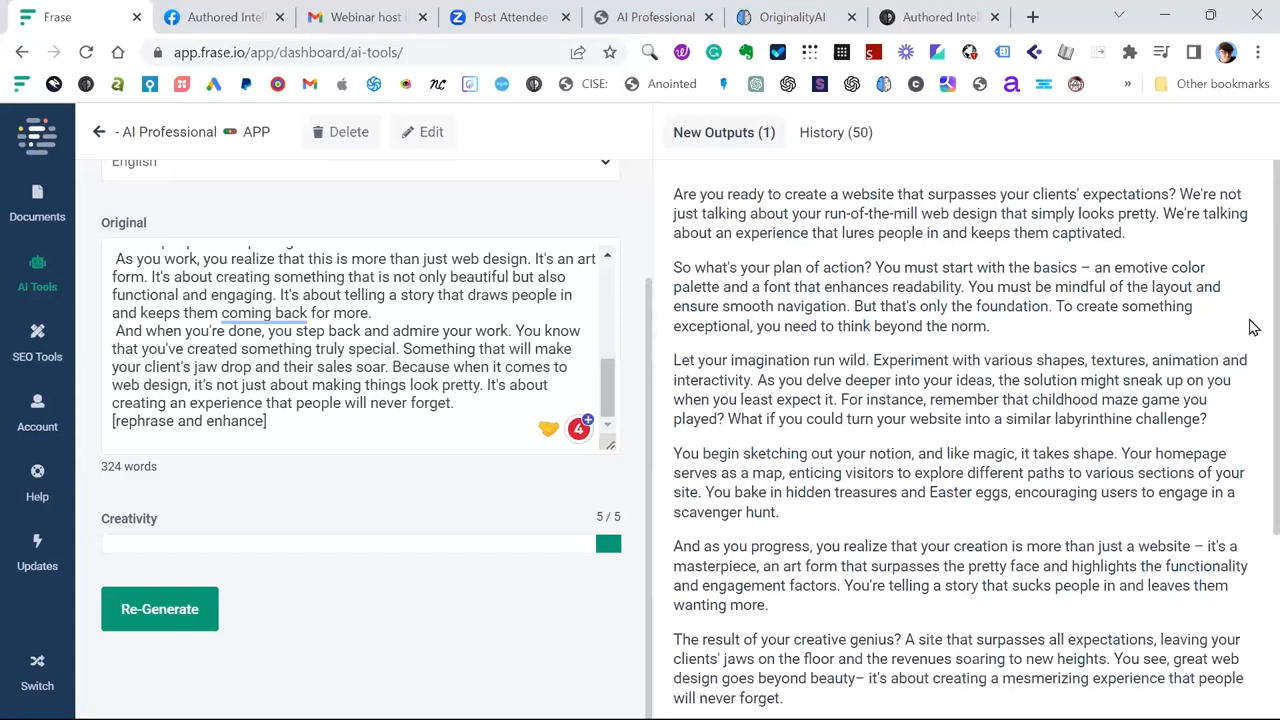 Frase
Authored Intel
Webinar host i
Post Attendee
AI Professional
OriginalityAI
Authored Intel
app.frase.io/app/dashboard/ai-tools/
CISE:
Anointed
Other bookmarks
- AI Professional APP
Delete
Edit
New Outputs (1)
History (50)
Documents
AI Tools
SEO Tools
Account
Help
Updates
Switch
English
Original
As you work, you realize that this is more than just web design. It's an art
form. It's about creating something that is not only beautiful but also
functional and engaging. It's about telling a story that draws people in
and keeps them coming back for more.
And when you're done, you step back and admire your work. You know
that you've created something truly special. Something that will make
your client's jaw drop and their sales soar. Because when it comes to
web design, it's not just about making things look pretty. It's about
creating an experience that people will never forget.
[rephrase and enhance]
4
324 words
Creativity
5 / 5
Re-Generate
Are you ready to create a website that surpasses your clients' expectations? We're not
just talking about your run-of-the-mill web design that simply looks pretty. We're talking
about an experience that lures people in and keeps them captivated.
So what's your plan of action? You must start with the basics – an emotive color
palette and a font that enhances readability. You must be mindful of the layout and
ensure smooth navigation. But that's only the foundation. To create something
exceptional, you need to think beyond the norm.
Let your imagination run wild. Experiment with various shapes, textures, animation and
interactivity. As you delve deeper into your ideas, the solution might sneak up on you
when you least expect it. For instance, remember that childhood maze game you
played? What if you could turn your website into a similar labyrinthine challenge?
You begin sketching out your notion, and like magic, it takes shape. Your homepage
serves as a map, enticing visitors to explore different paths to various sections of your
site. You bake in hidden treasures and Easter eggs, encouraging users to engage in a
scavenger hunt.
And as you progress, you realize that your creation is more than just a website – it's a
masterpiece, an art form that surpasses the pretty face and highlights the functionality
and engagement factors. You're telling a story that sucks people in and leaves them
wanting more.
The result of your creative genius? A site that surpasses all expectations, leaving your
clients' jaws on the floor and the revenues soaring to new heights. You see, great web
design goes beyond beauty– it's about creating a mesmerizing experience that people
will never forget.